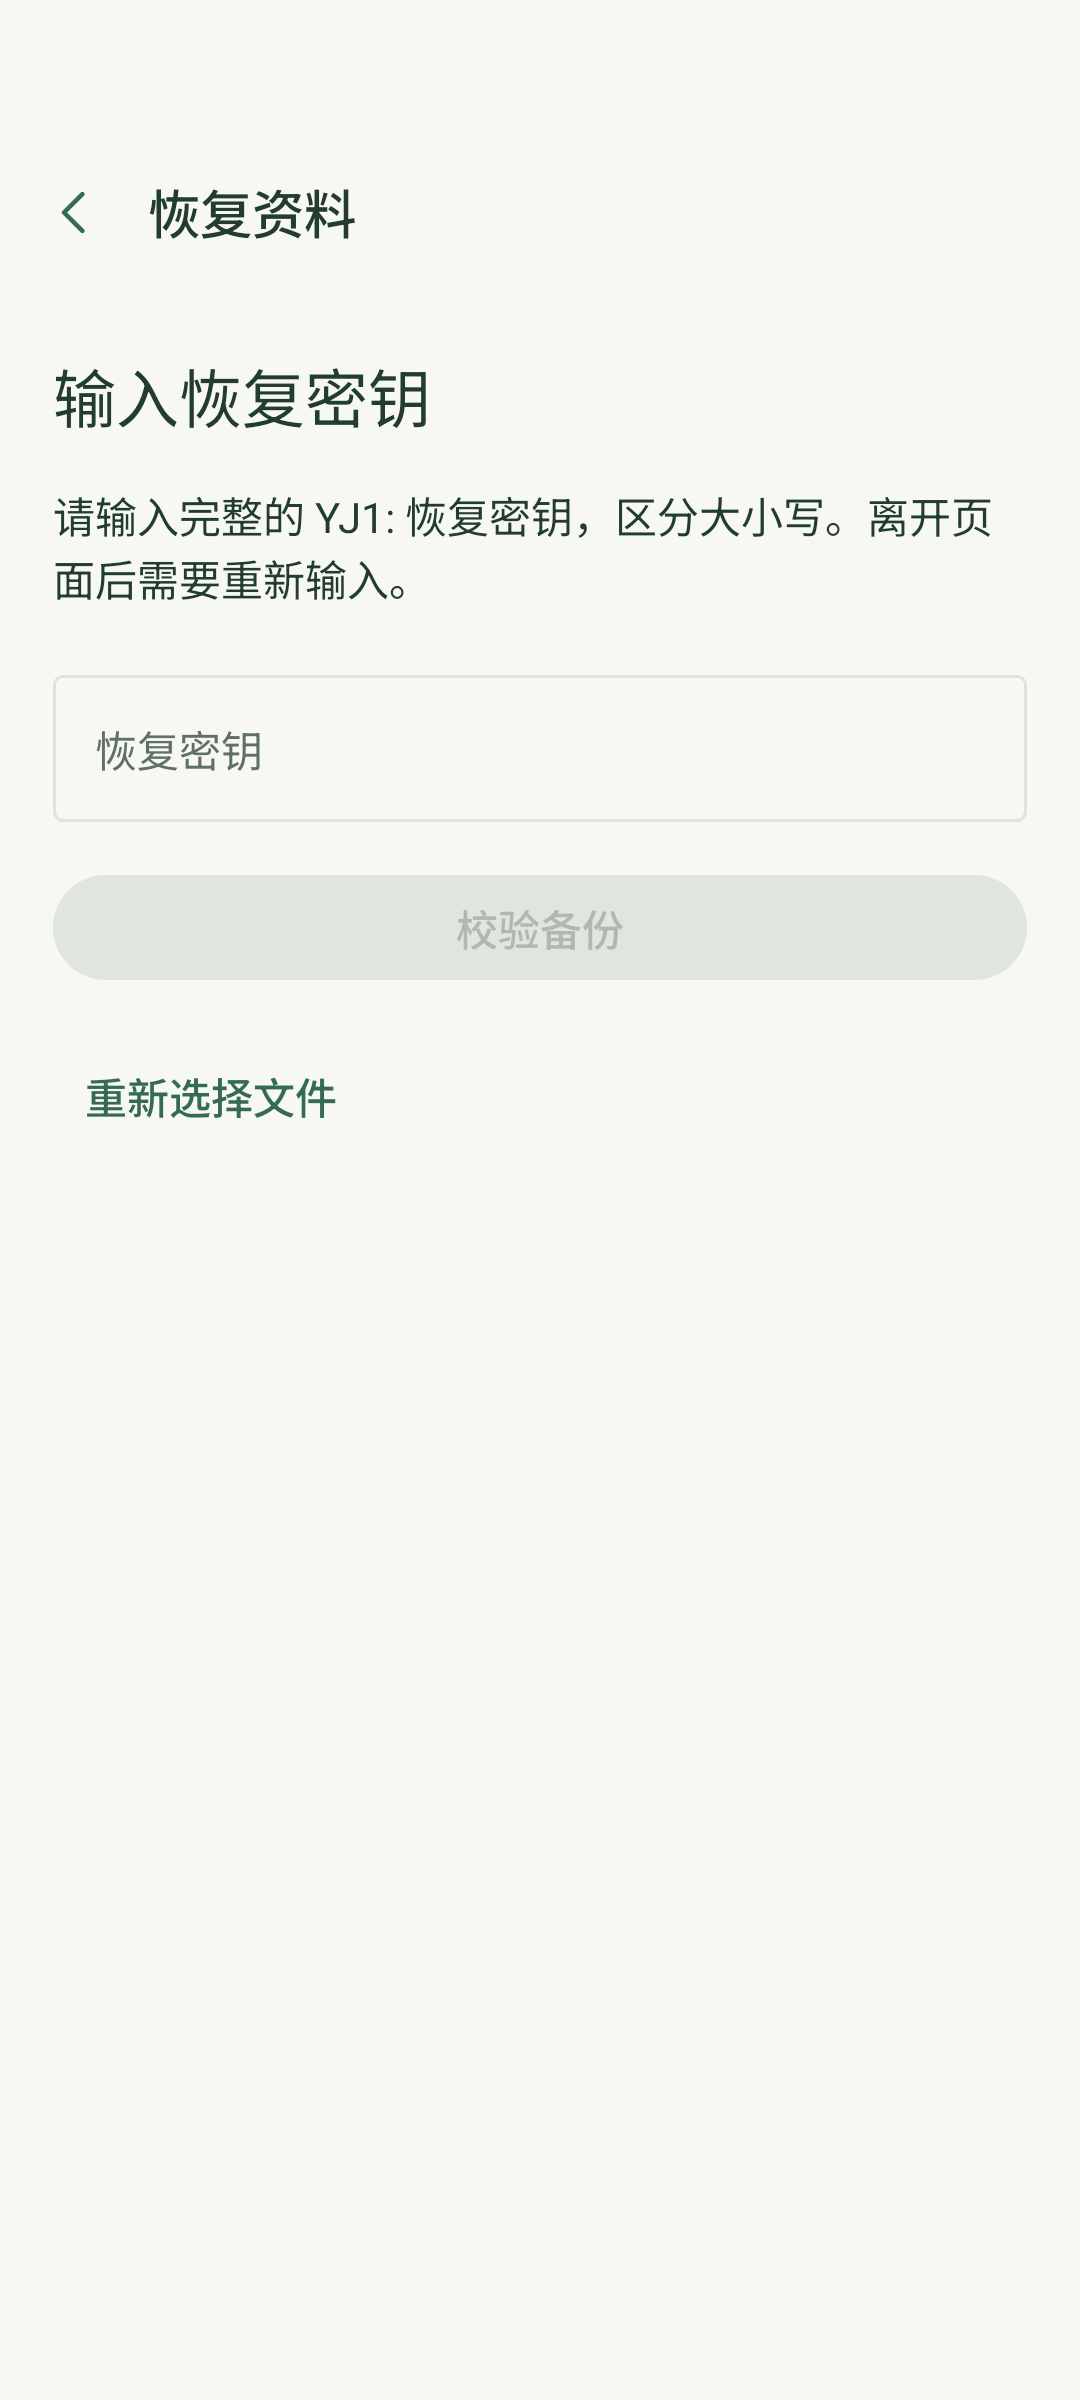 恢复资料
输入恢复密钥
请输入完整的 YJ1: 恢复密钥，区分大小写。离开页
面后需要重新输入。
恢复密钥
校验备份
重新选择文件